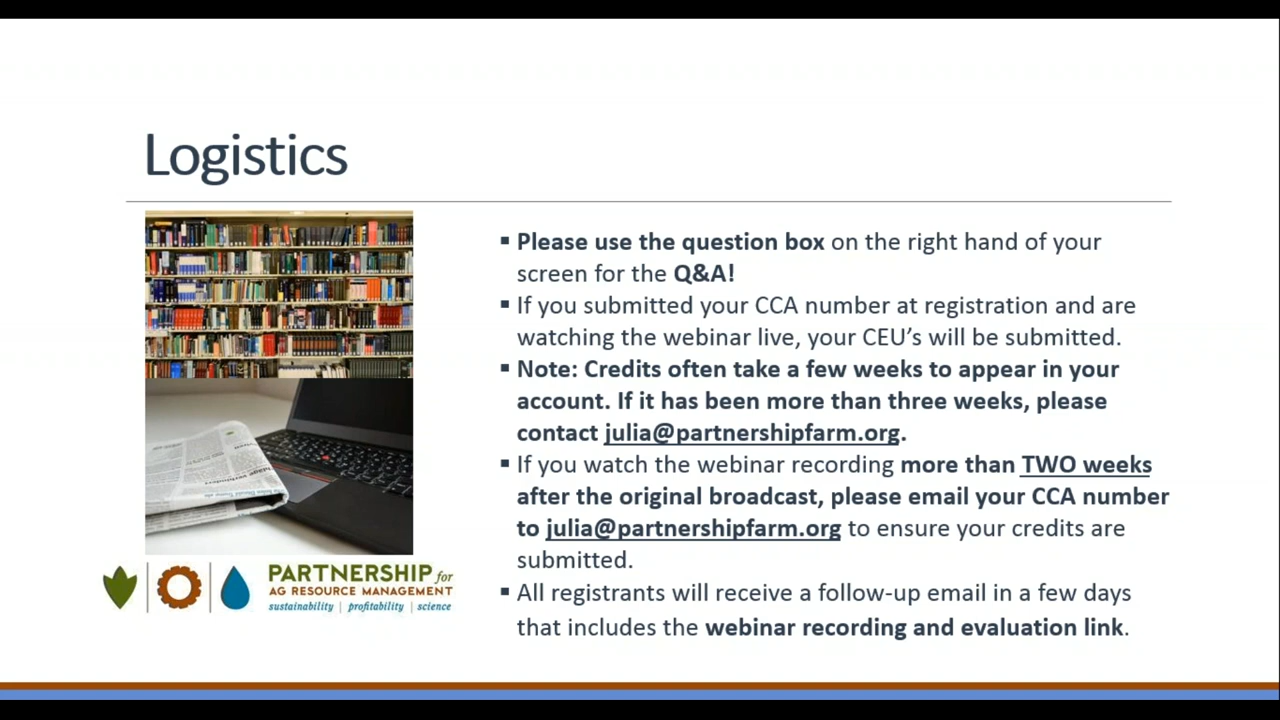 Logistics
▪ Please use the question box on the right hand of your
screen for the Q&A!
▪ If you submitted your CCA number at registration and are
watching the webinar live, your CEU’s will be submitted.
▪ Note: Credits often take a few weeks to appear in your
account. If it has been more than three weeks, please
contact julia@partnershipfarm.org.
▪ If you watch the webinar recording more than TWO weeks
after the original broadcast, please email your CCA number
to julia@partnershipfarm.org to ensure your credits are
submitted.
▪ All registrants will receive a follow-up email in a few days
that includes the webinar recording and evaluation link.
PARTNERSHIP for
AG RESOURCE MANAGEMENT
sustainability | profitability | science